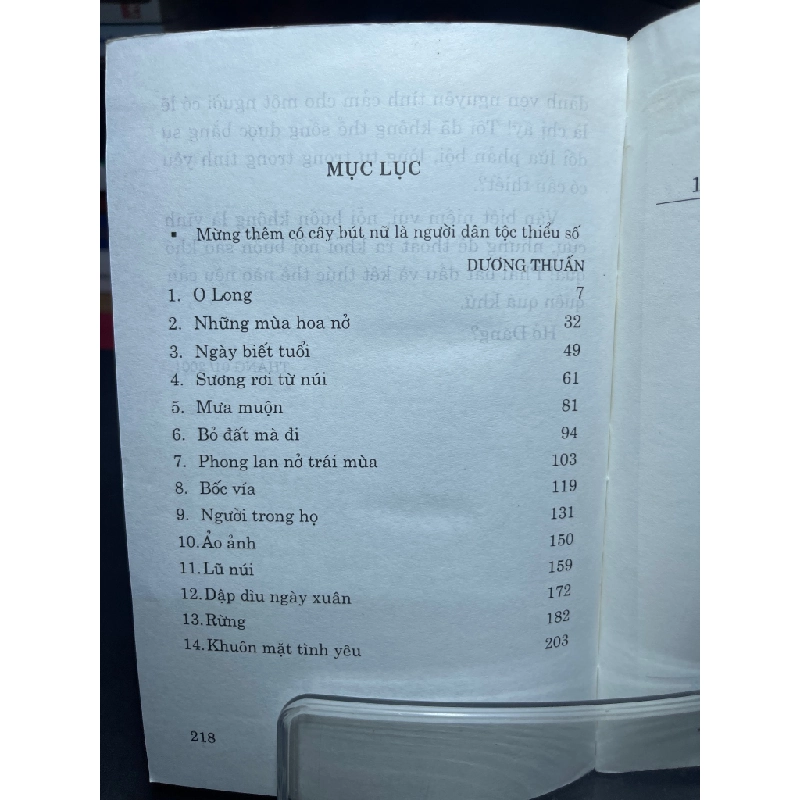 MỤC LỤC
▪ Mừng thêm có cây bút nữ là người dân tộc thiểu số
DƯƠNG THUẤN
1. O Long 7
2. Những mùa hoa nở 32
3. Ngày biết tuổi 49
4. Sương rơi từ núi 61
5. Mưa muộn 81
6. Bỏ đất mà đi 94
7. Phong lan nở trái mùa 103
8. Bốc vía 119
9. Người trong họ 131
10. Ảo ảnh 150
11. Lũ núi 159
12. Dập dìu ngày xuân 172
13. Rừng 182
14. Khuôn mặt tình yêu 203
218
1